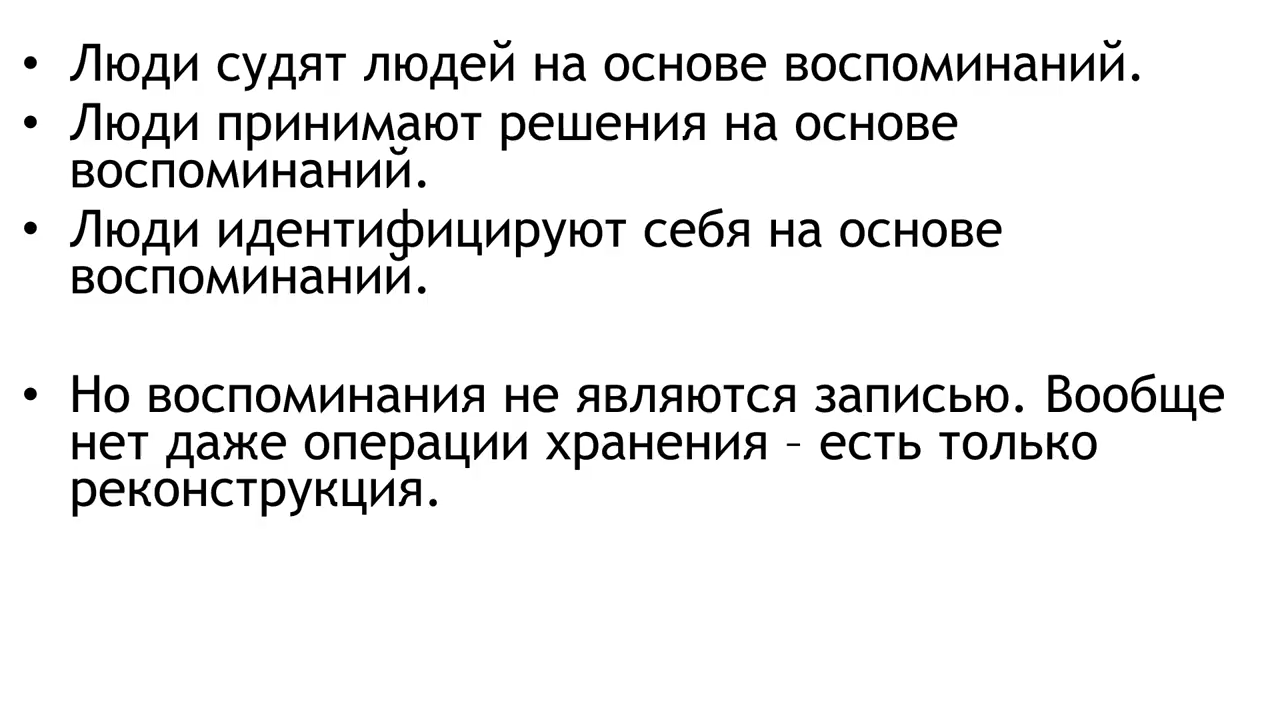 • Люди судят людей на основе воспоминаний.
• Люди принимают решения на основе
воспоминаний.
• Люди идентифицируют себя на основе
воспоминаний.
• Но воспоминания не являются записью. Вообще
нет даже операции хранения – есть только
реконструкция.